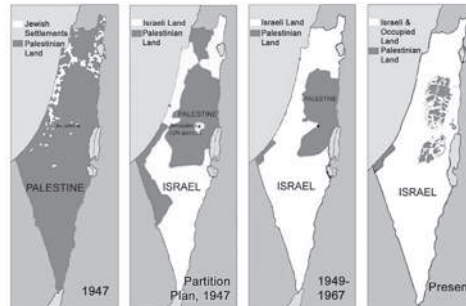 Jewish
Settlements
Palestinian
Land
PALESTINE
1947
Israeli Land
Palestinian
Land
PALESTINE
ISRAEL
Partition
Plan, 1947
Israeli Land
Palestinian
Land
PALESTINE
ISRAEL
1949-
1967
Israeli &
Occupied
Land
Palestinian
Land
ISRAEL
Present